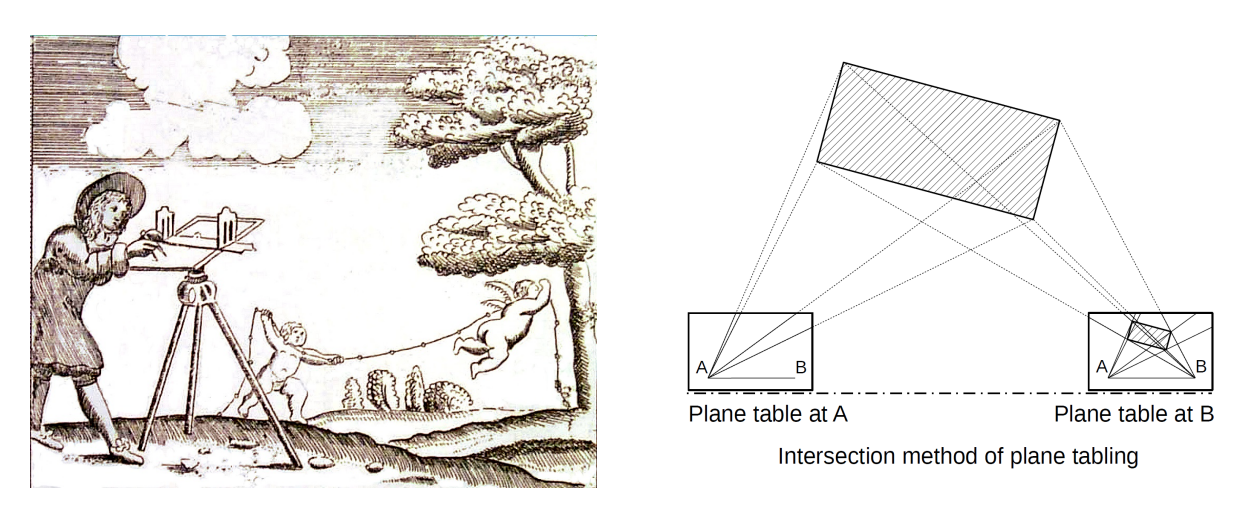 A
B
A
B
Plane table at A
Plane table at B
Intersection method of plane tabling